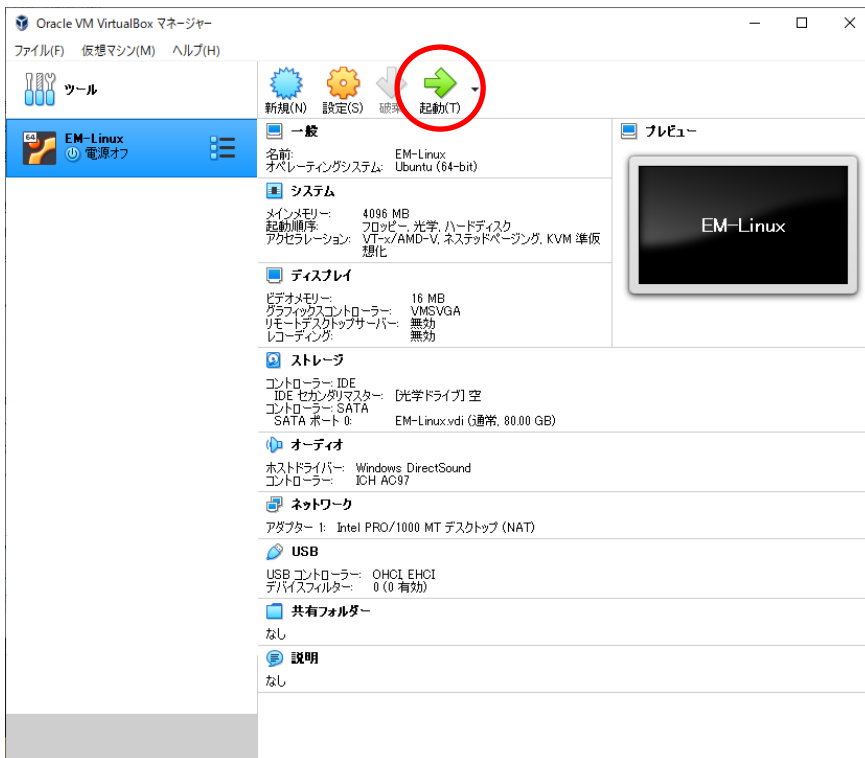 Oracle VM VirtualBox マネージャー
ファイル(F) 仮想マシン(M) ヘルプ(H)
ツール
新規(N) 設定(S) 破棄 起動(T)
64
EM-Linux
電源オフ
一般
名前: EM-Linux
オペレーティングシステム: Ubuntu (64-bit)
プレビュー
EM-Linux
システム
メインメモリー: 4096 MB
起動順序: フロッピー, 光学, ハードディスク
アクセラレーション: VT-x/AMD-V, ネステッドページング, KVM 準仮
想化
ディスプレイ
ビデオメモリー: 16 MB
グラフィックスコントローラー: VMSVGA
リモートデスクトップサーバー: 無効
レコーディング: 無効
ストレージ
コントローラー: IDE
IDE セカンダリマスター: [光学ドライブ] 空
コントローラー: SATA
SATA ポート 0: EM-Linux.vdi (通常, 80.00 GB)
オーディオ
ホストドライバー: Windows DirectSound
コントローラー: ICH AC97
ネットワーク
アダプター 1: Intel PRO/1000 MT デスクトップ (NAT)
USB
USB コントローラー: OHCI, EHCI
デバイスフィルター: 0 (0 有効)
共有フォルダー
なし
説明
なし